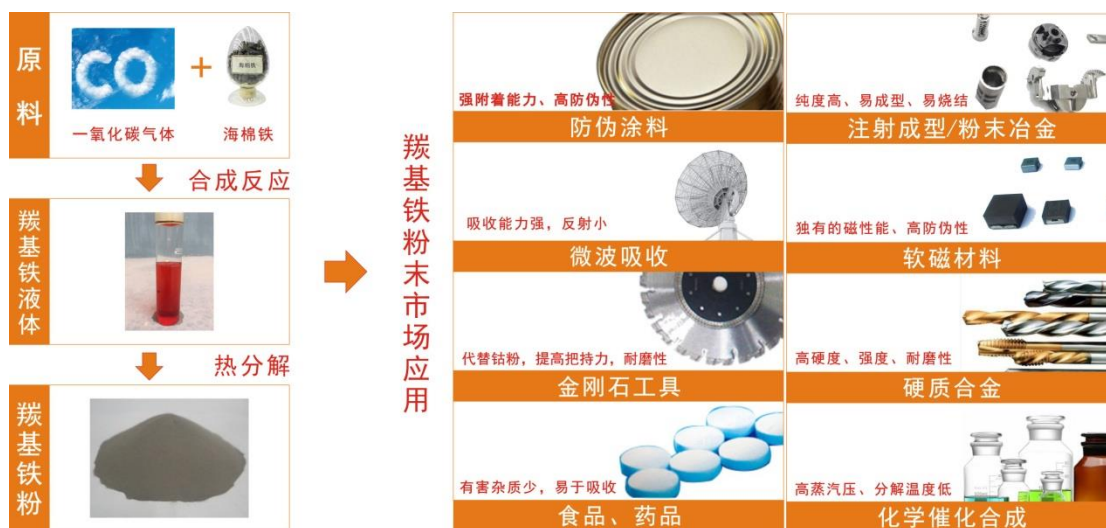 原料
CO
+
海绵铁
一氧化碳气体
海棉铁
合成反应
羰基铁液体
热分解
羰基铁粉
羰基铁粉末市场应用
强附着能力、高防伪性
防伪涂料
纯度高、易成型、易烧结
注射成型/粉末冶金
吸收能力强，反射小
微波吸收
独有的磁性能、高防伪性
软磁材料
代替钴粉，提高把持力，耐磨性
金刚石工具
高硬度、强度、耐磨性
硬质合金
有害杂质少，易于吸收
食品、药品
高蒸汽压、分解温度低
化学催化合成